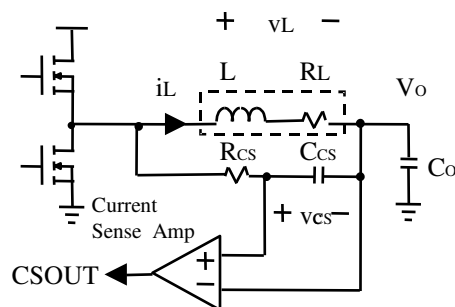 + vL −
iL L RL VO
RCS CCS CO
Current + vcs −
Sense Amp
+
CSOUT −